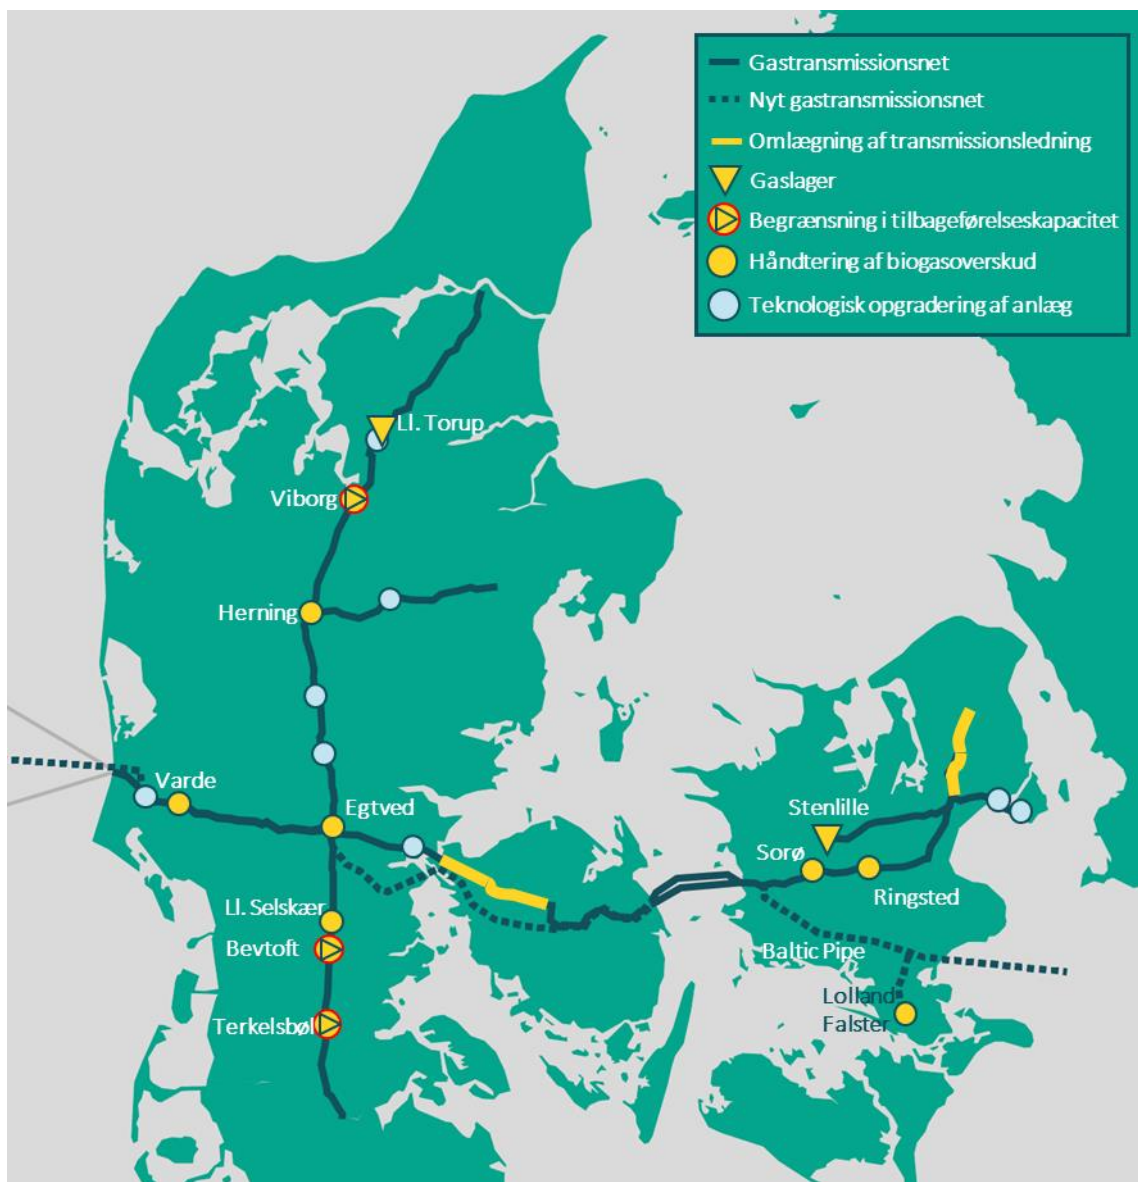 Gastransmissionsnet
Nyt gastransmissionsnet
Omlægning af transmissionsledning
Gaslager
Begrænsning i tilbageførelseskapacitet
Håndtering af biogasoverskud
Teknologisk opgradering af anlæg
Ll. Torup
Viborg
Herning
Varde
Egtved
Stenlille
Sorø
Ringsted
Ll. Selskær
Bevtoft
Baltic Pipe
Terkelsbøl
Lolland
Falster